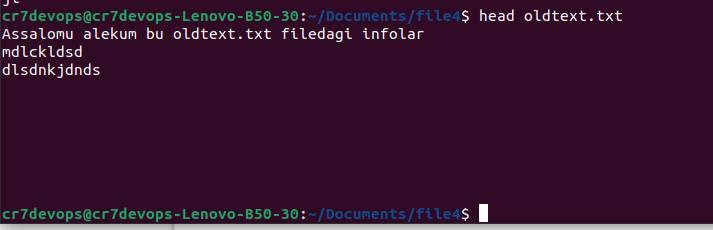 cr7devops@cr7devops-Lenovo-B50-30:~/Documents/file4$ head oldtext.txt
Assalomu alekum bu oldtext.txt filedagi infolar
mdlckldsd
dlsdnkjdnds
cr7devops@cr7devops-Lenovo-B50-30:~/Documents/file4$